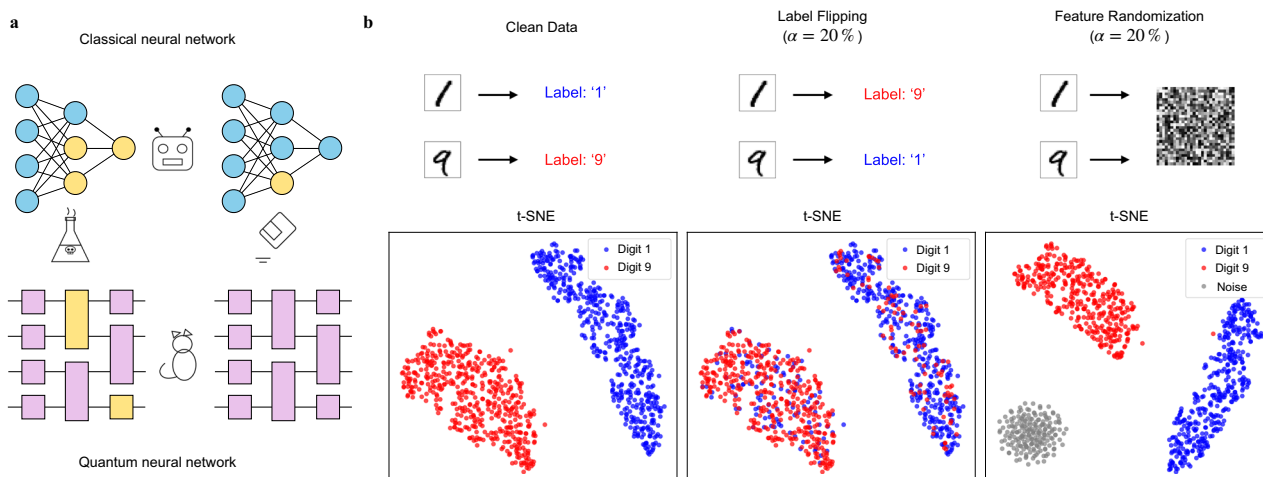 a
Classical neural network
Quantum neural network
b
Clean Data
Label: ‘1’
Label: ‘9’
t-SNE
Digit 1
Digit 9
Label Flipping
(α = 20 %)
Label: ‘9’
Label: ‘1’
t-SNE
Digit 1
Digit 9
Feature Randomization
(α = 20 %)
t-SNE
Digit 1
Digit 9
Noise